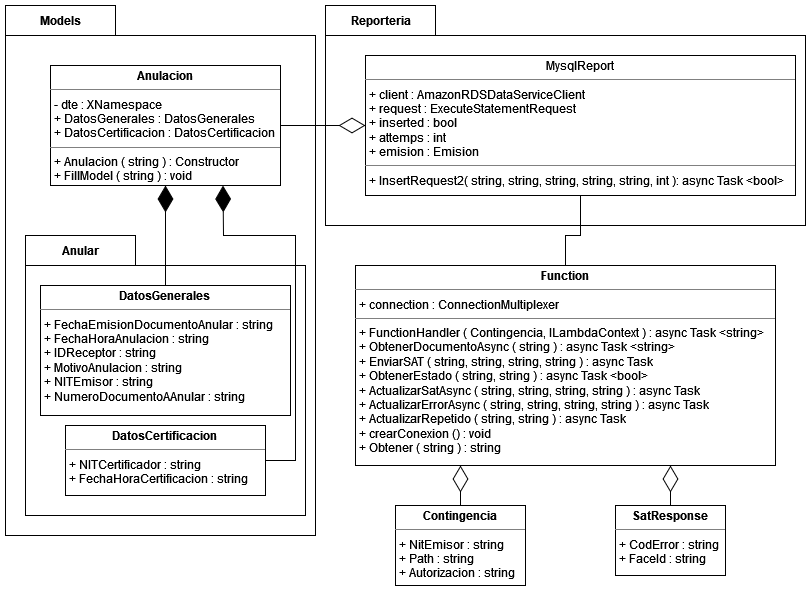 Models
Anulacion
- dte : XNamespace
+ DatosGenerales : DatosGenerales
+ DatosCertificacion : DatosCertificacion
+ Anulacion ( string ) : Constructor
+ FillModel ( string ) : void
Anular
DatosGenerales
+ FechaEmisionDocumentoAnular : string
+ FechaHoraAnulacion : string
+ IDReceptor : string
+ MotivoAnulacion : string
+ NITEmisor : string
+ NumeroDocumentoAAnular : string
DatosCertificacion
+ NITCertificador : string
+ FechaHoraCertificacion : string
Reporteria
MysqlReport
+ client : AmazonRDSDataServiceClient
+ request : ExecuteStatementRequest
+ inserted : bool
+ attemps : int
+ emision : Emision
+ InsertRequest2( string, string, string, string, string, int ): async Task <bool>
Function
+ connection : ConnectionMultiplexer
+ FunctionHandler ( Contingencia, ILambdaContext ) : async Task <string>
+ ObtenerDocumentoAsync ( string ) : async Task <string>
+ EnviarSAT ( string, string, string, string ) : async Task
+ ObtenerEstado ( string, string ) : async Task <bool>
+ ActualizarSatAsync ( string, string, string, string ) : async Task
+ ActualizarErrorAsync ( string, string, string, string ) : async Task
+ ActualizarRepetido ( string, string ) : async Task
+ crearConexion () : void
+ Obtener ( string ) : string
Contingencia
+ NitEmisor : string
+ Path : string
+ Autorizacion : string
SatResponse
+ CodError : string
+ FaceId : string